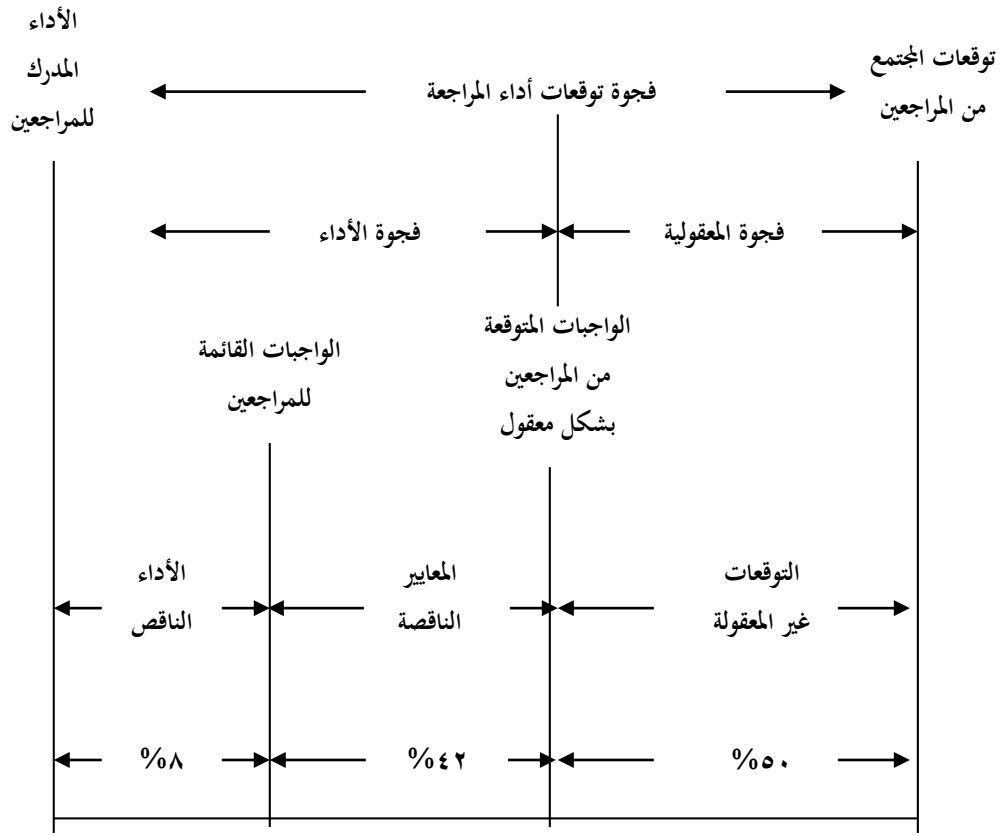 توقعات المجتمع
من المراجعين
فجوة توقعات أداء المراجعة
الأداء
المدرك
للمراجعين
فجوة المعقولية
فجوة الأداء
الواجبات المتوقعة
من المراجعين
بشكل معقول
الواجبات القائمة
للمراجعين
التوقعات
غير المعقولة
المعايير
الناقصة
الأداء
الناقص
%٥٠
%٤٢
%٨